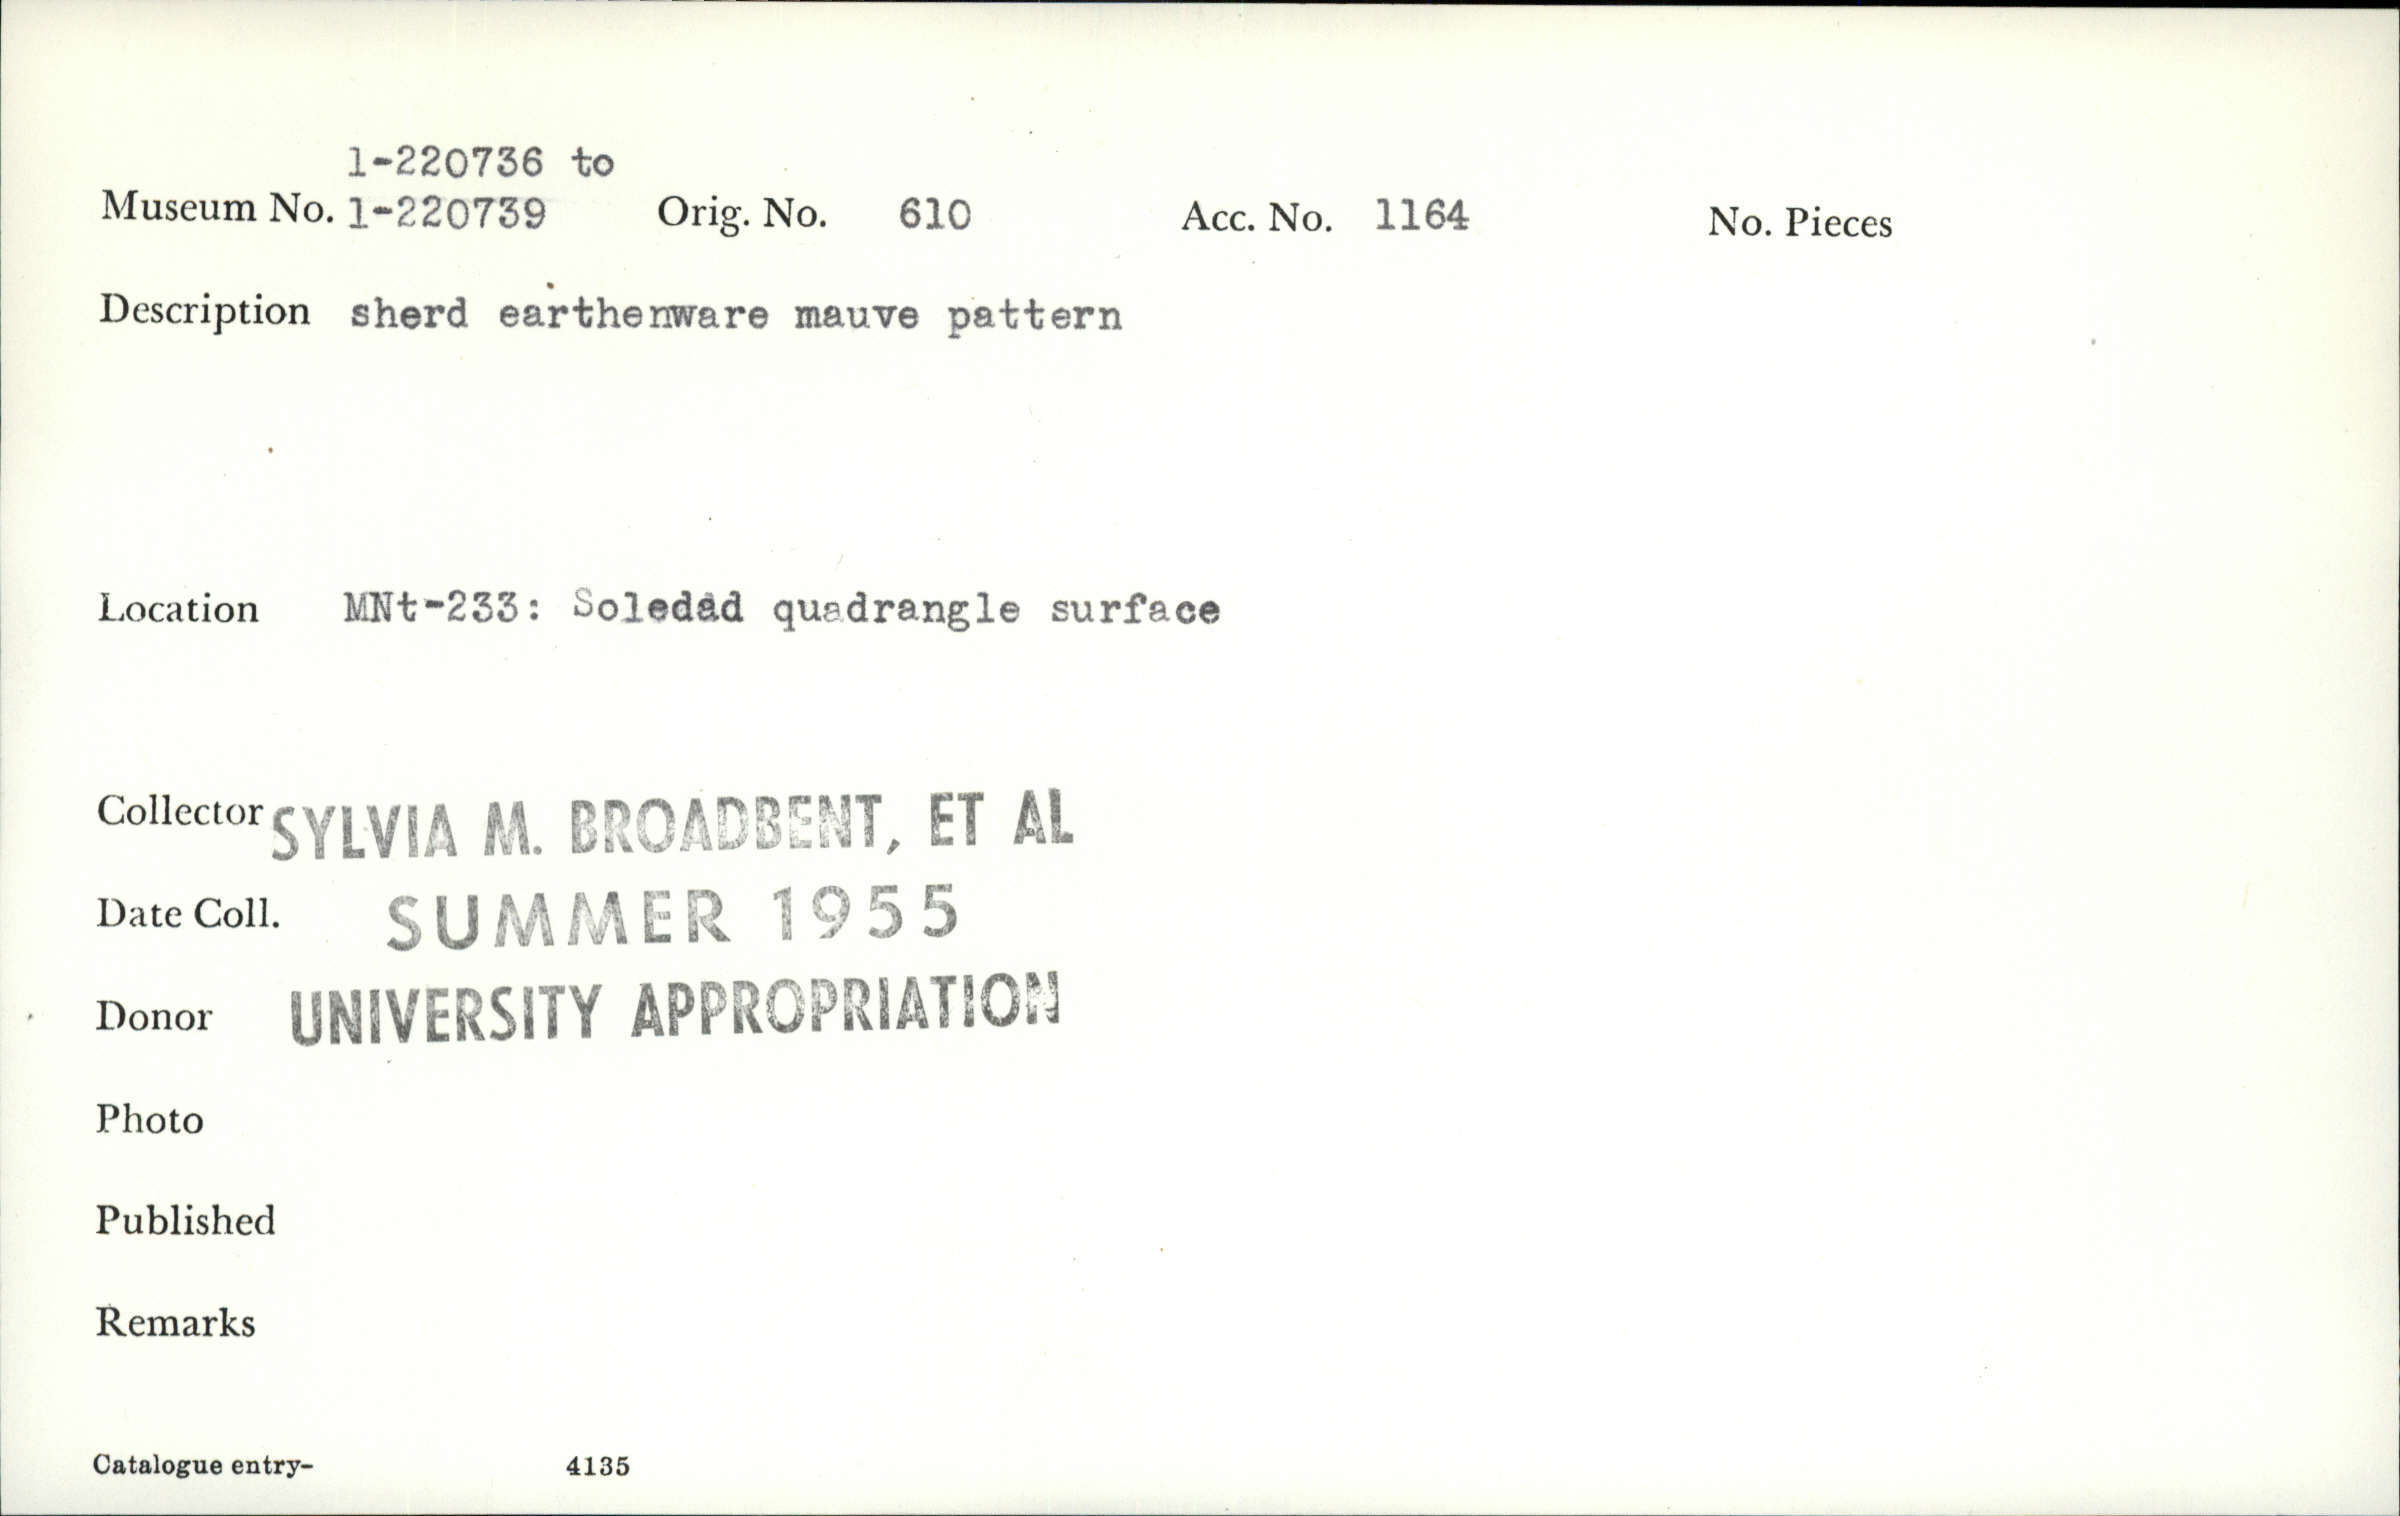 1-220736 to
Museum No. 1-220739 Orig. No. 610 Acc. No. 1164 No. Pieces
Description sherd earthenware mauve pattern
Location MNt-233: Soledad quadrangle surface
Collector SYLVIA M. BROADBENT, ET AL
Date Coll. SUMMER 1955
Donor UNIVERSITY APPROPRIATION
Photo
Published
Remarks
Catalogue entry- 4135